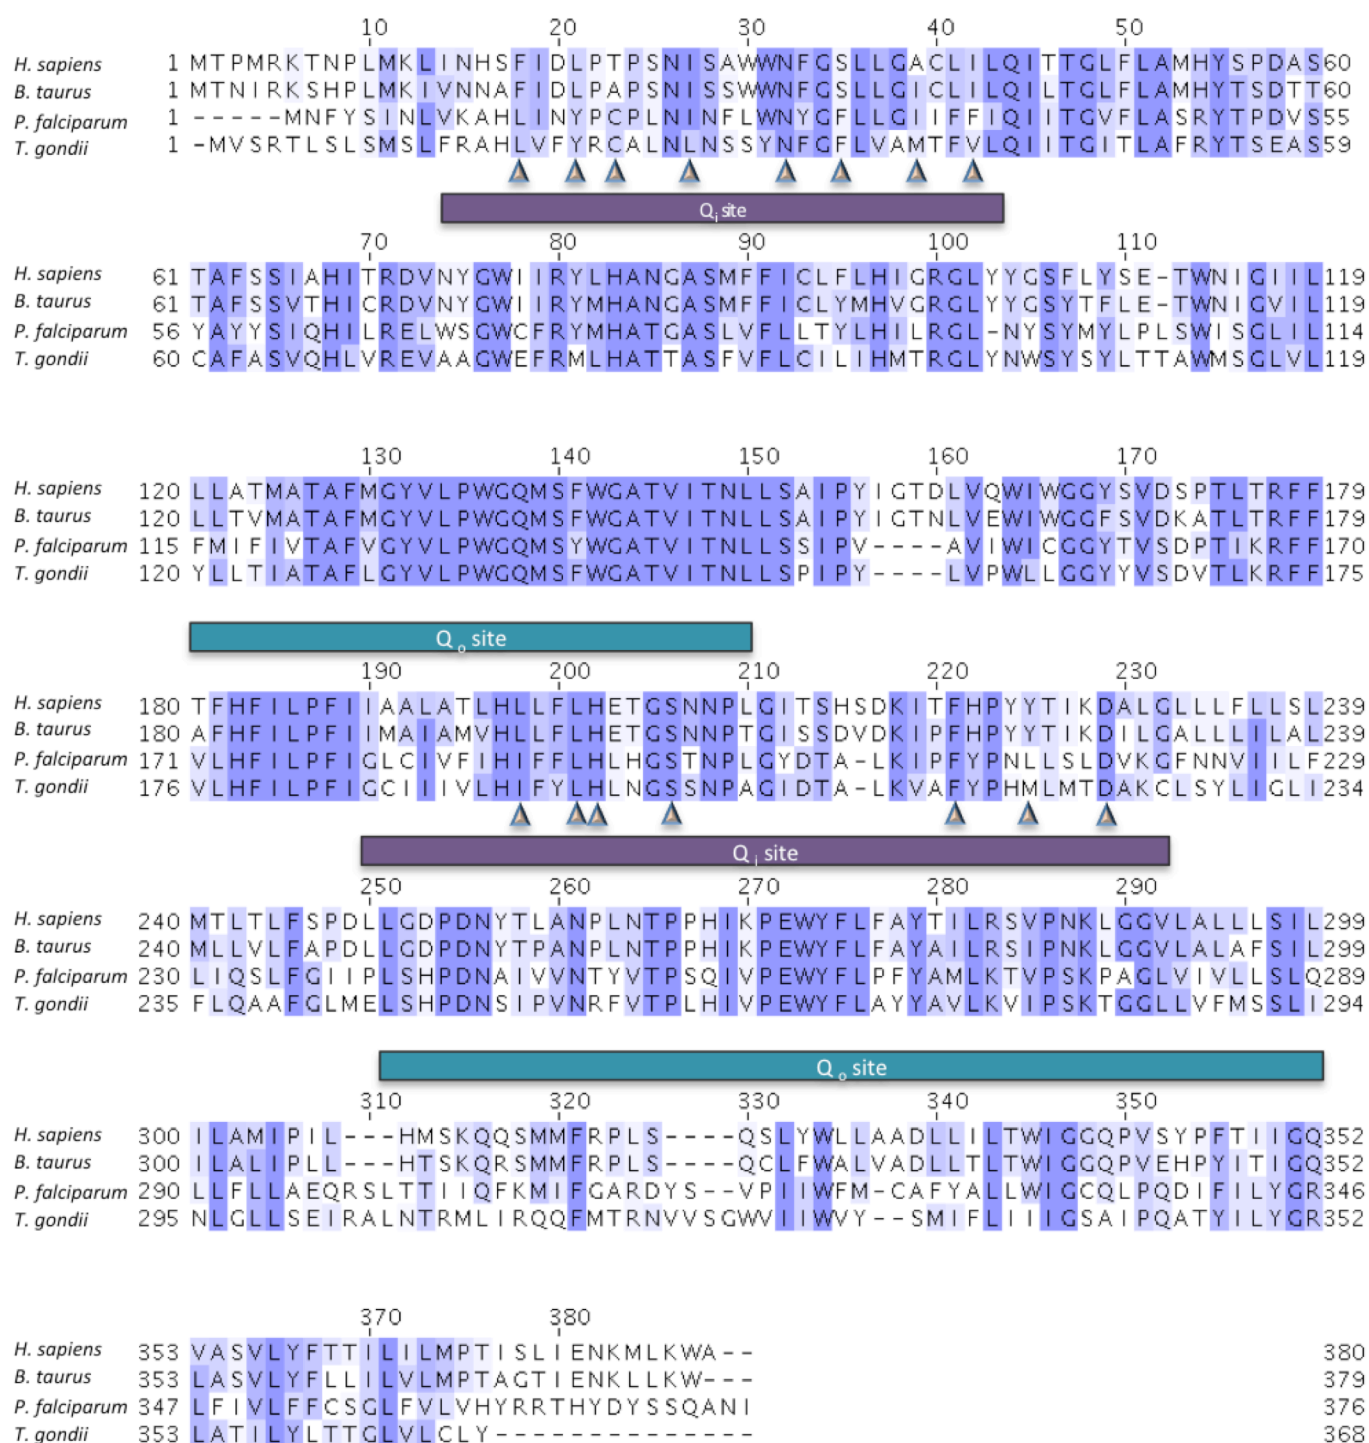 10 20 30 40 50
H. sapiens 1 MTPMRKTNPLMKLINHSFIDLPTPSNISAWWNFGSLLGACLILQITTGLFLAMHYSPDAS60
B. taurus 1 MTNIRKSHPLMKIVNNAFIDLPAPSNISSWWNFGSLLGICLILQILTGLFLAMHYTSDTT60
P. falciparum 1 -----MNFYSINLVKAHLINYPCPLNINFLWNYGFLLGIIFFIQIITGVFLASRYTPDVS55
T. gondii 1 -MVSRTLSLSMSLFRAHLVFYRCALNLNSSYNFGFLVAMTFVLQIITGITLAFRYTSEAS59
Qi site
70 80 90 100 110
H. sapiens 61 TAFSSIAHITRDVNYGWIIRYLHANGASMFFICLFLHIGRGLYYGSFLYSE-TWNIGIIL119
B. taurus 61 TAFSSVTHICRDVNYGWIIRYMHANGASMFFICLYMHVGRGLYYGSYTFLE-TWNIGVIL119
P. falciparum 56 YAYYSIQHILRELWSGWCFRYMHATGASLVFLLTYLHILRGL-NYSYMYLPLSWISGLIL114
T. gondii 60 CAFASVQHLVREVAAGWEFRMLHATTASFVFLCILIHMTRGLYNWSYSYLTTAWMSGLVL119
130 140 150 160 170
H. sapiens 120 LLATMATAFMGYVLPWGQMSFWGATVITNLLSAIPYIGTDLVQWIWGGYSVDSPTLTRFF179
B. taurus 120 LLTVMATAFMGYVLPWGQMSFWGATVITNLLSAIPYIGTNLVEWIWGGFSVDKATLTRFF179
P. falciparum 115 FMIFIVTAFVGYVLPWGQMSYWGATVITNLLSSIPV----AVIWICGGYTVSDPTIKRFF170
T. gondii 120 YLLTIATAFLGYVLPWGQMSFWGATVITNLLSPIPY----LVPWLLGGYYVSDVTLKRFF175
Qo site
190 200 210 220 230
H. sapiens 180 TFHFILPFIIAALATLHLLFLHETGSNNPLGITSHSDKITFHPYYTIKDALGLLLFLLSL239
B. taurus 180 AFHFILPFIIMAIAMVHLLFLHETGSNNPTGISSDVDKIPFHPYYTIKDILGALLLILAL239
P. falciparum 171 VLHFILPFIGLCIVFIHIFFLHLHGSTNPLGYDTA-LKIPFYPNLLSLDVKGFNNVIILF229
T. gondii 176 VLHFILPFIGCIIIVLHIFYLHLNGSSNPAGIDTA-LKVAFYPHMLMTDAKCLSYLIGLI234
Qi site
250 260 270 280 290
H. sapiens 240 MTLTLFSPDLLGDPDNYTLANPLNTPPHIKPEWYFLFAYTILRSVPNKLGGVLALLLSIL299
B. taurus 240 MLLVLFAPDLLGDPDNYTPANPLNTPPHIKPEWYFLFAYAILRSIPNKLGGVLALAFSIL299
P. falciparum 230 LIQSLFGIIPLSHPDNAIVVNTYVTPSQIVPEWYFLPFYAMLKTVPSKPAGLVIVLLSLQ289
T. gondii 235 FLQAAFGLMELSHPDNSIPVNRFVTPLHIVPEWYFLAYYAVLKVIPSKTGGLLVFMSSLI294
Qo site
310 320 330 340 350
H. sapiens 300 ILAMIPIL---HMSKQQSMMFRPLS----QSLYWLLAADLLILTWIGGQPVSYPFTIIGQ352
B. taurus 300 ILALIPLL---HTSKQRSMMFRPLS----QCLFWALVADLLTLTWIGGQPVEHPYITIGQ352
P. falciparum 290 LLFLLAEQRSLTTIIQFKMIFGARDYS--VPIIWFM-CAFYALLWIGCQLPQDIFILYGR346
T. gondii 295 NLGLLSEIRALNTRMLIRQQFMTRNVVSGWVIIWVY--SMIFLIIIGSAIPQATYILYGR352
370 380
H. sapiens 353 VASVLYFTTILILMPTISLIENKMLKWA-- 380
B. taurus 353 LASVLYFLLILVLMPTAGTIENKLLKW--- 379
P. falciparum 347 LFIVLFFCSGLFVLVHYRRTHYDYSSQANI 376
T. gondii 353 LATILYLTTGLVLCLY-------------- 368